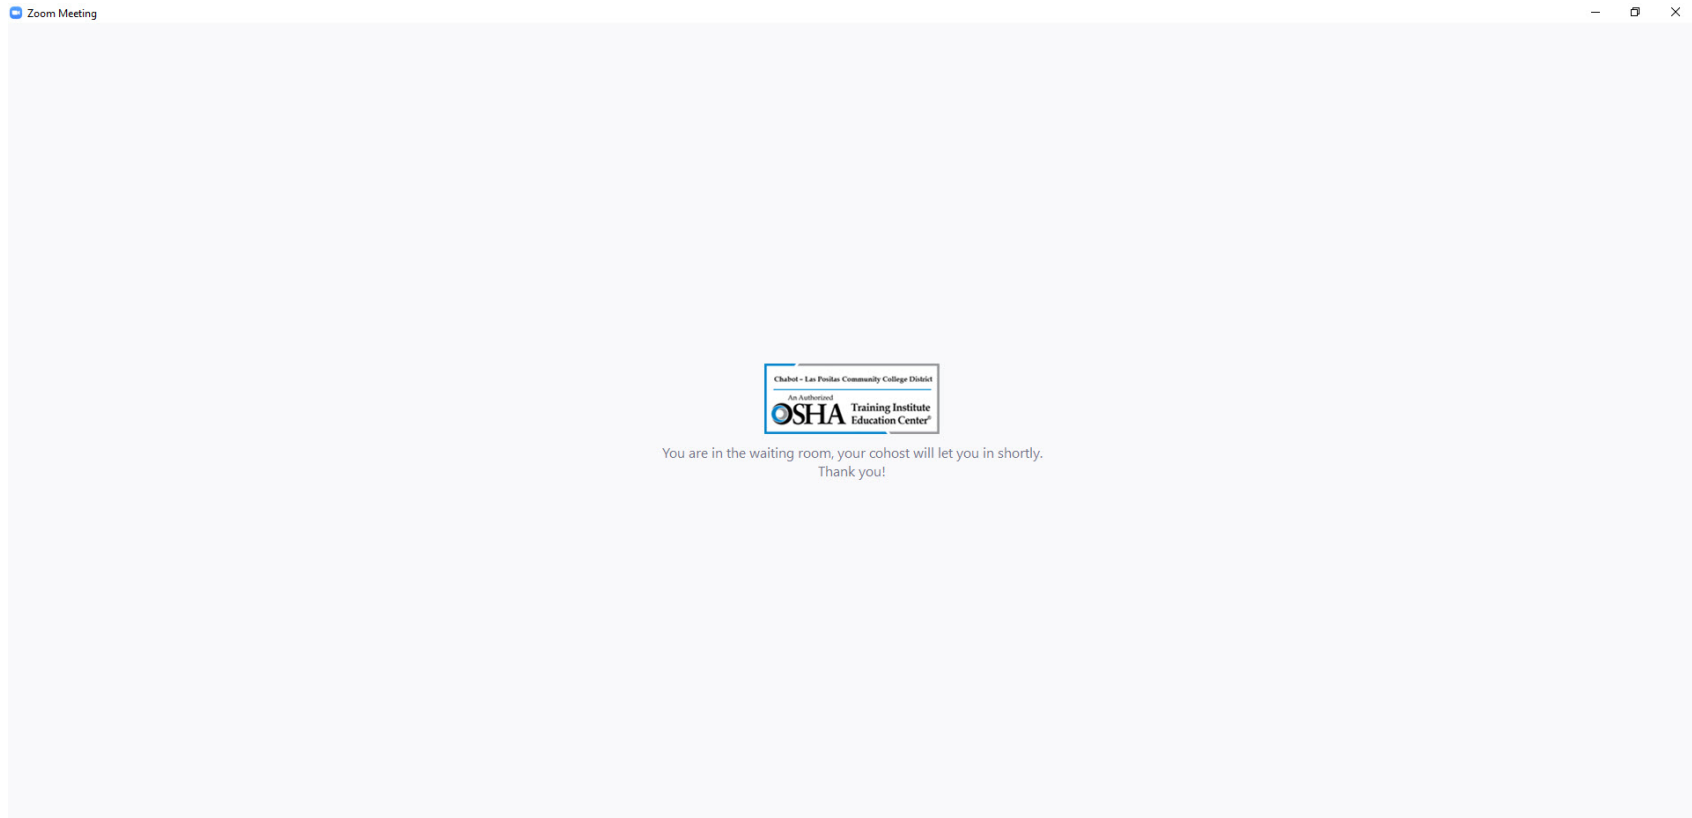 Zoom Meeting
Chabot - Las Positas Community College District
An Authorized
OSHA Training Institute
Education Center®
You are in the waiting room, your cohost will let you in shortly.
Thank you!